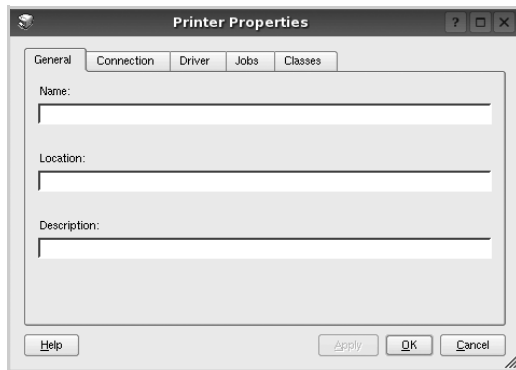 Printer Properties
?
General Connection Driver Jobs Classes
Name:
Location:
Description:
Help Apply OK Cancel